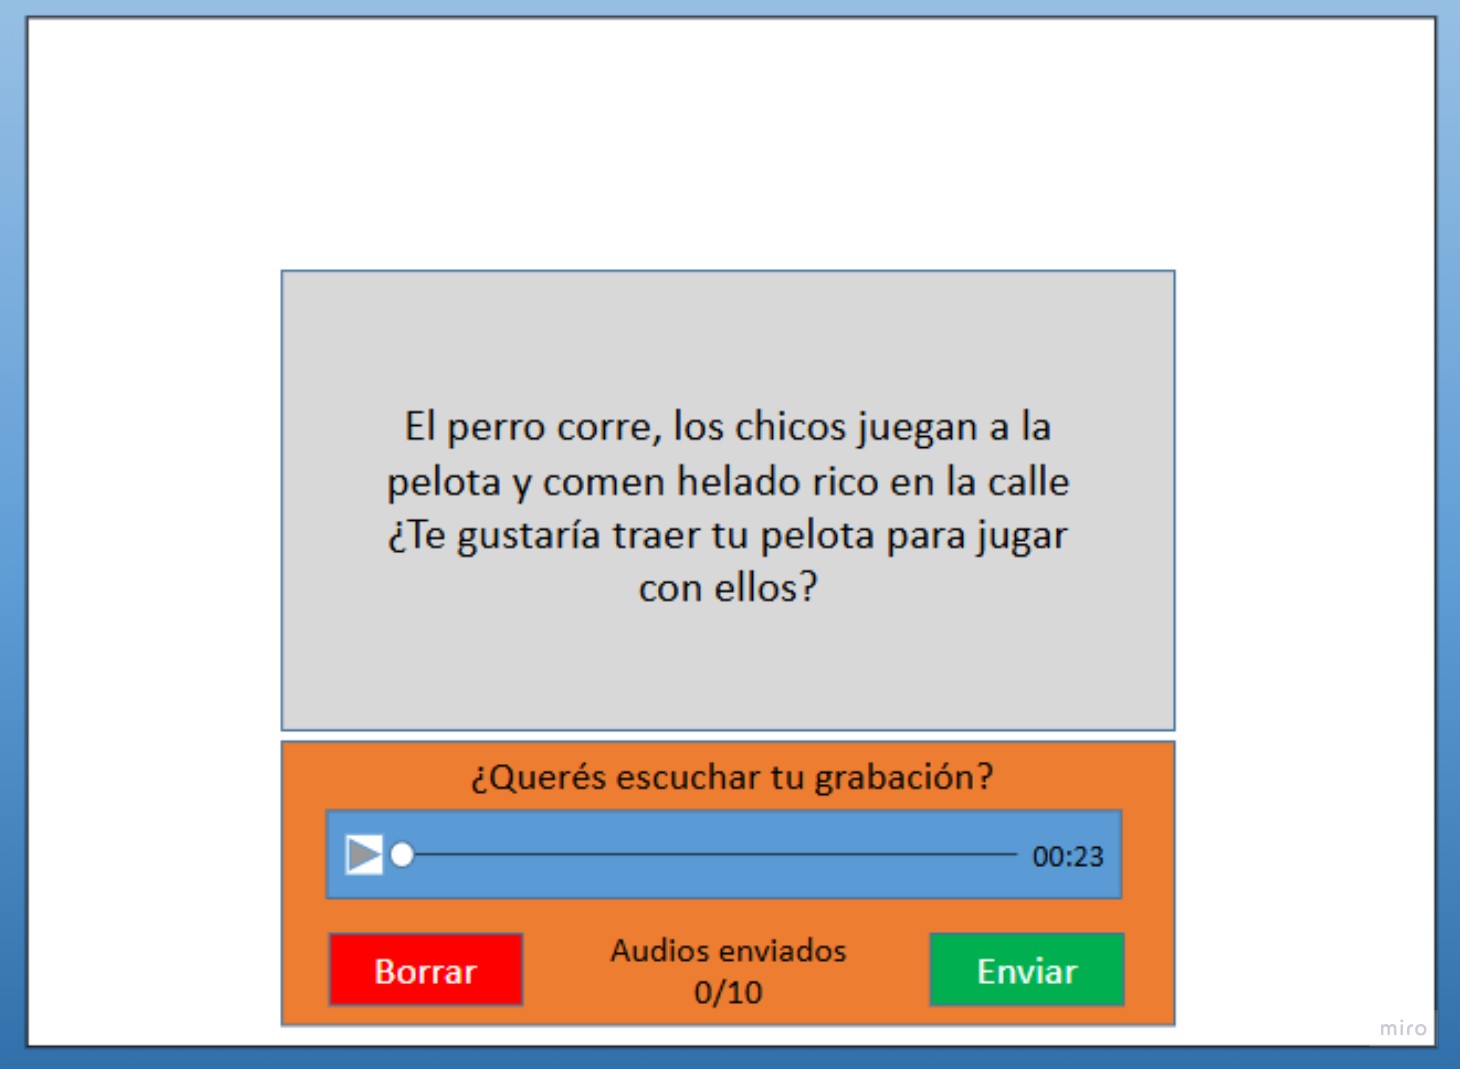 El perro corre, los chicos juegan a la
pelota y comen helado rico en la calle
¿Te gustaría traer tu pelota para jugar
con ellos?
¿Querés escuchar tu grabación?
00:23
Borrar
Audios enviados
0/10
Enviar
miro